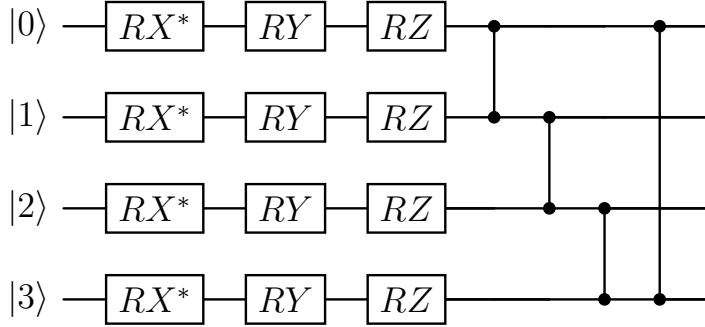 |0⟩ RX* RY RZ
|1⟩ RX* RY RZ
|2⟩ RX* RY RZ
|3⟩ RX* RY RZ